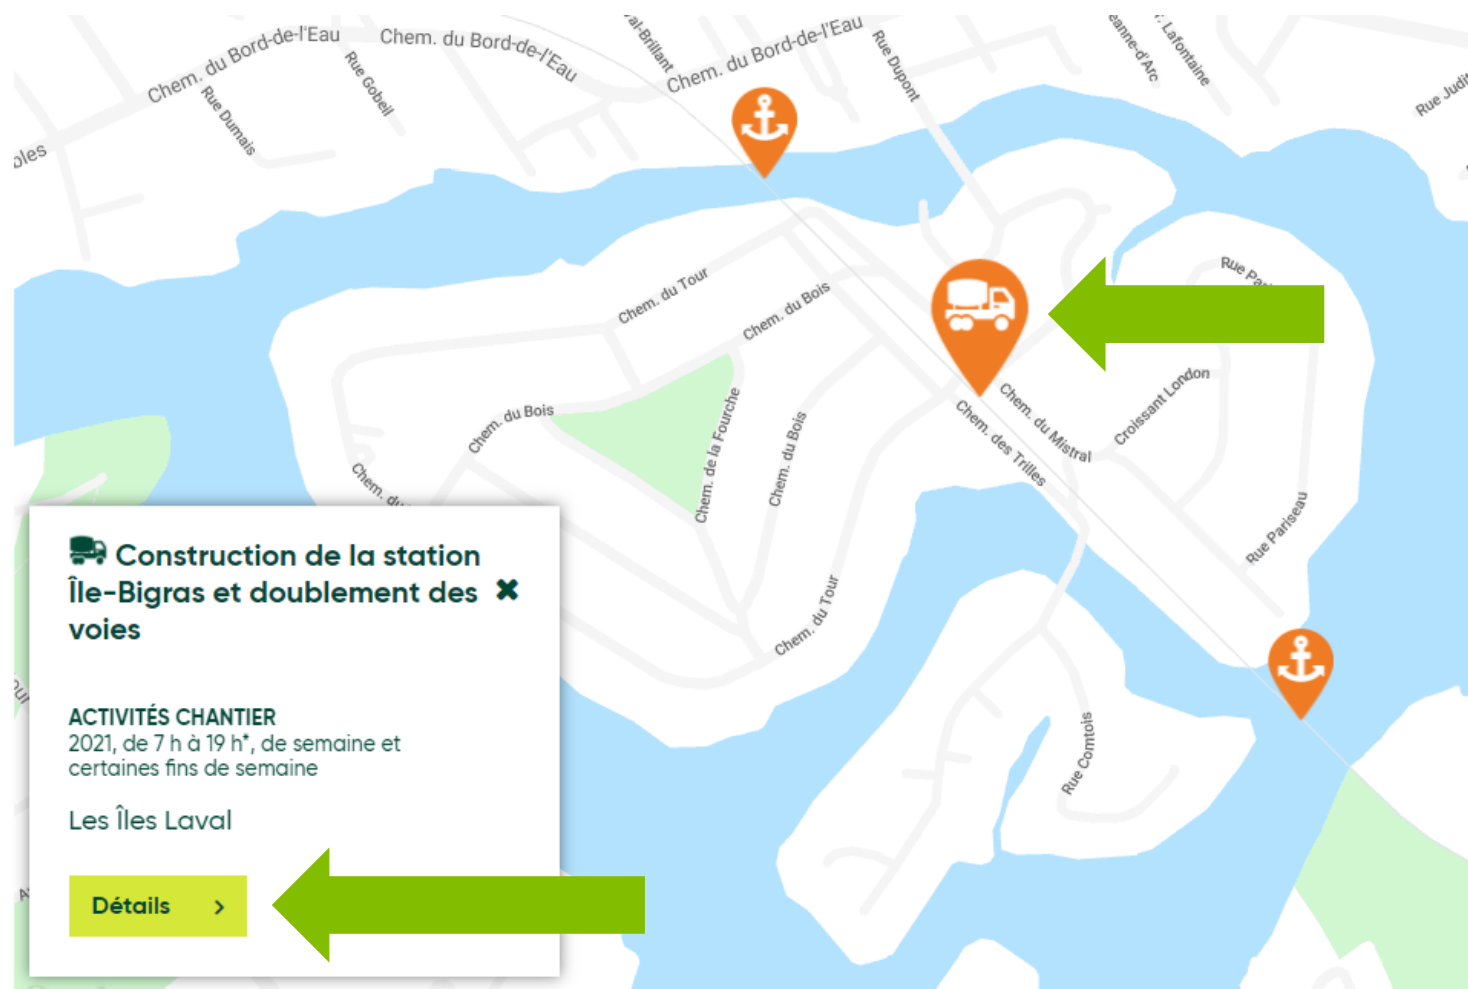 Chem. du Bord-de-l'Eau
Chem. du Bord-de-l'Eau
Chem. du Bord-de-l'Eau
Rue Gobeil
Rue Dumais
Rue Dupont
Lafontaine
Chem. du Tour
Chem. du Bois
Chem. du Bois
Chem. de la Fourche
Chem. du Bois
Chem. des Trilles
Chem. du Mistral
Croissant London
Rue Pariseau
Chem. du Tour
Rue Comtois
Construction de la station
Île-Bigras et doublement des
voies
ACTIVITÉS CHANTIER
2021, de 7 h à 19 h*, de semaine et
certaines fins de semaine
Les Îles Laval
Détails >